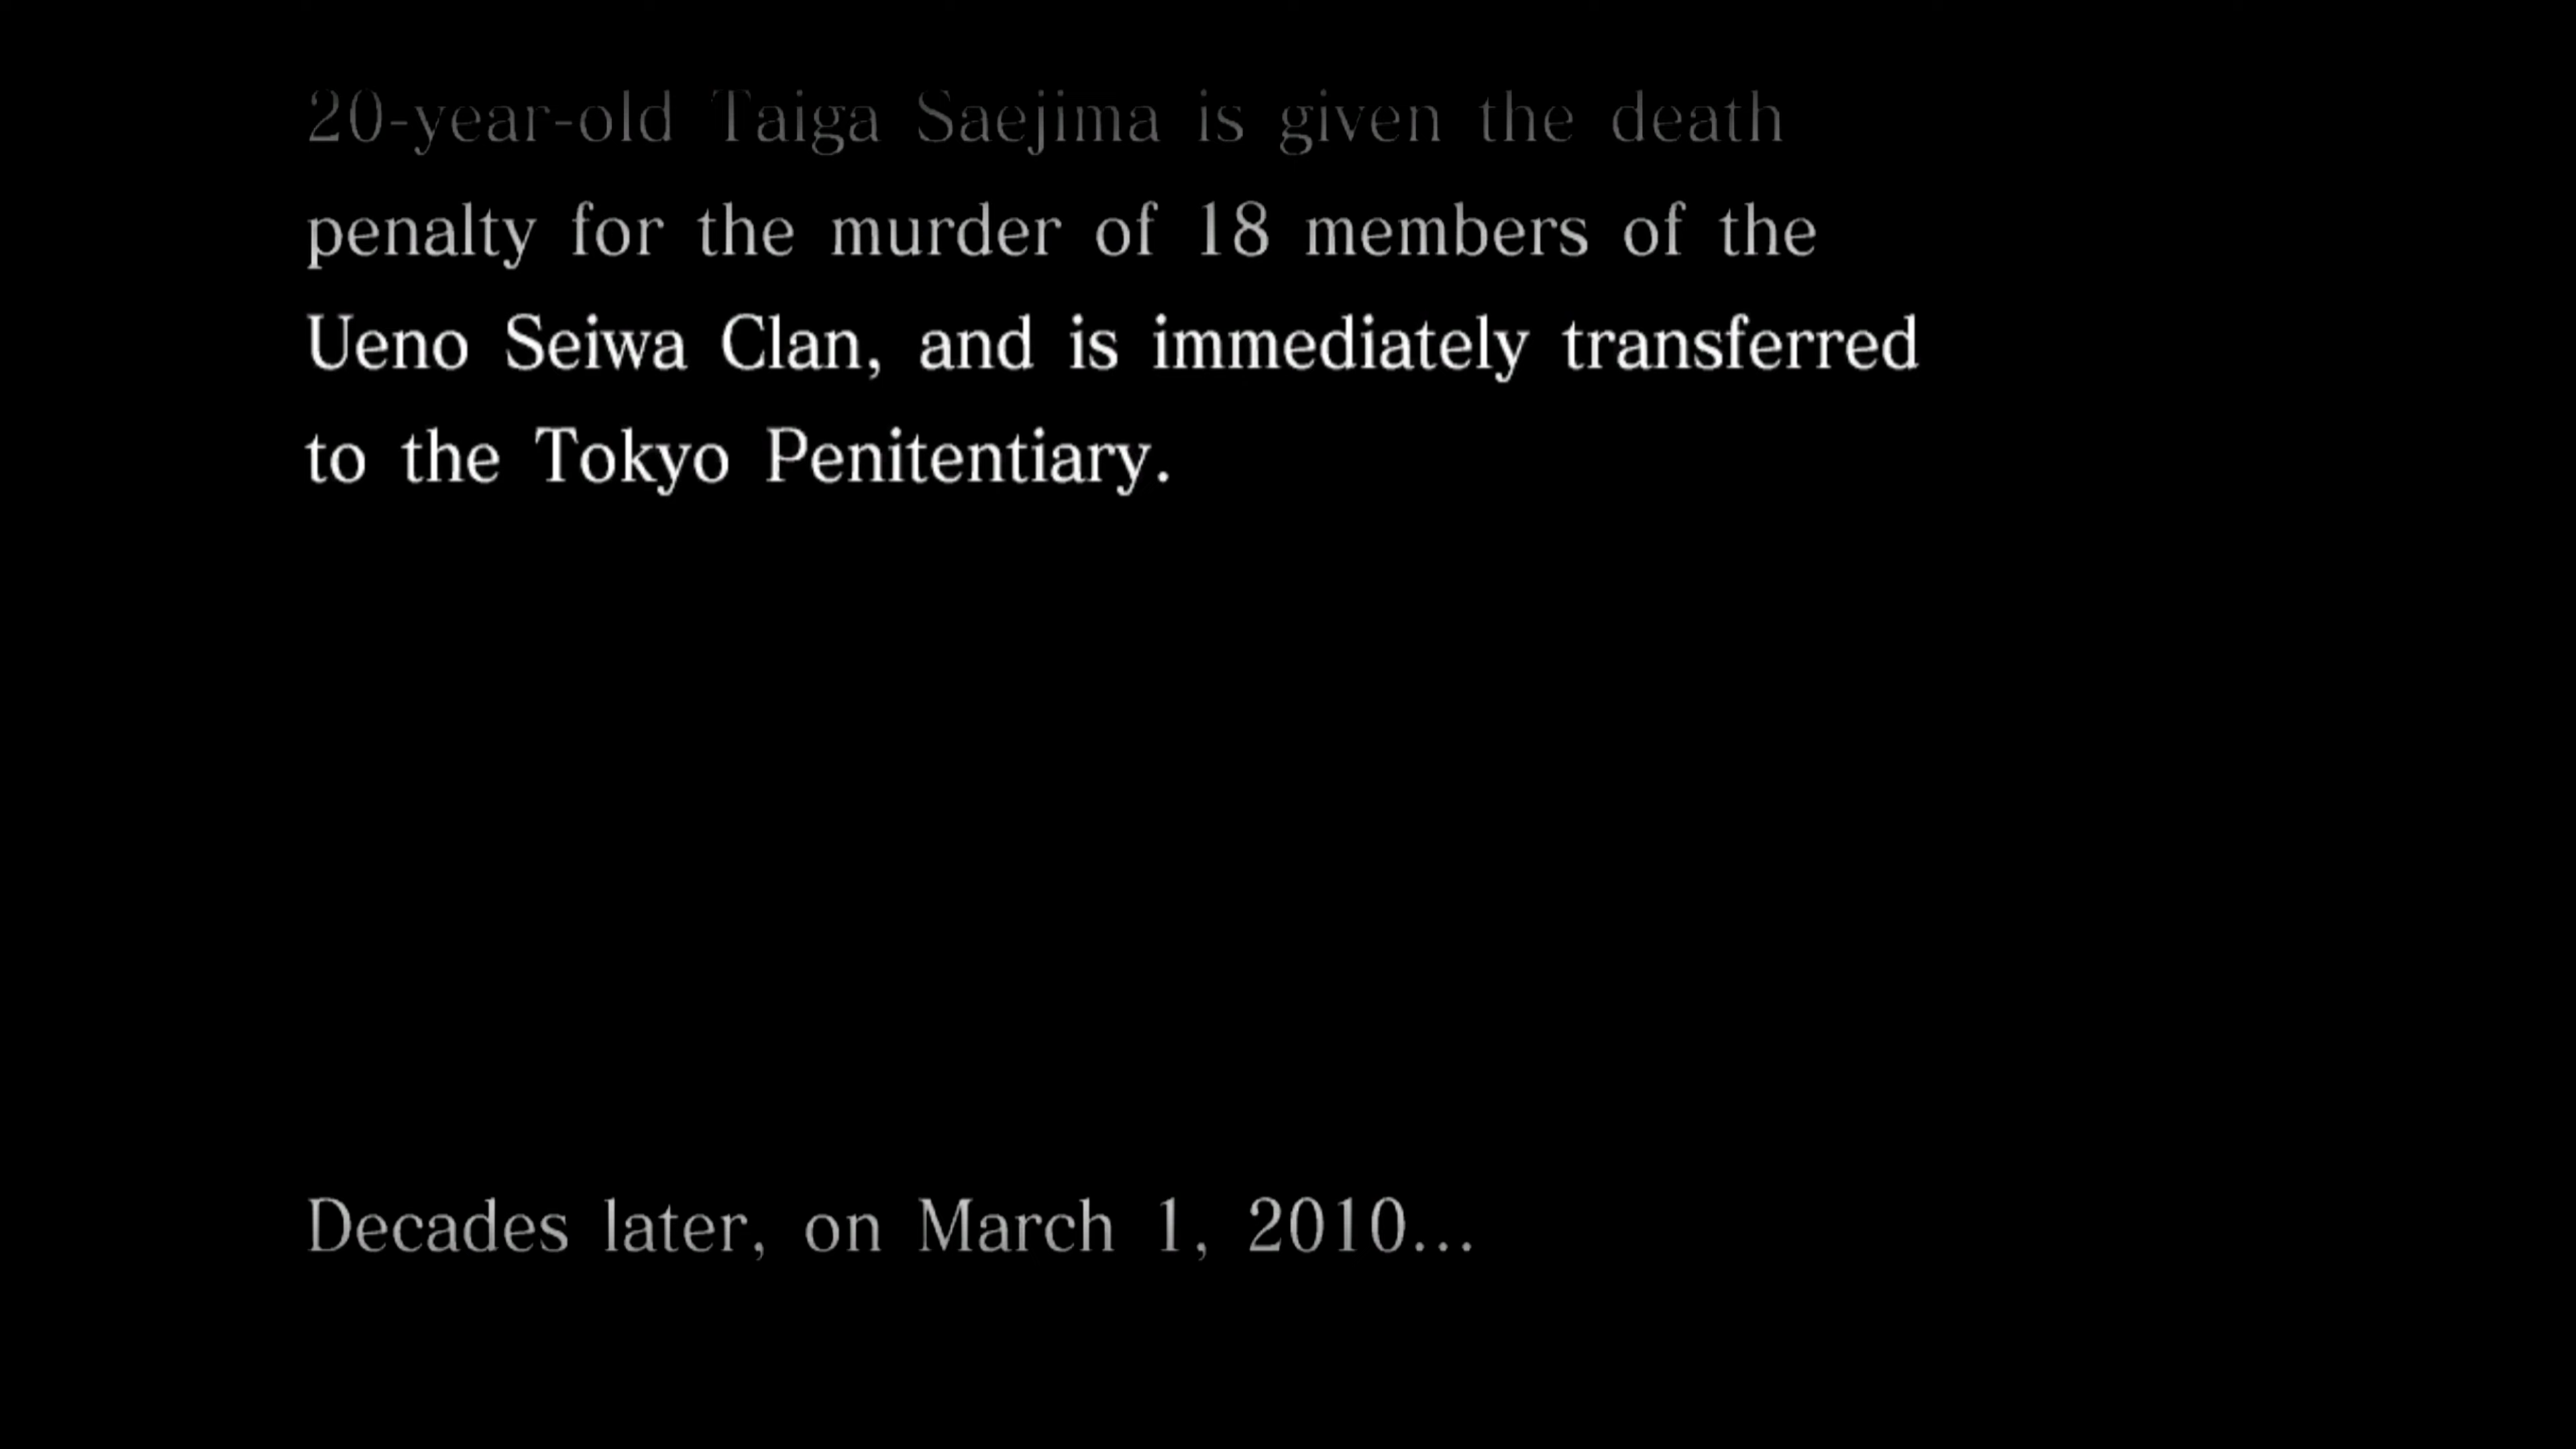 20-year-old Taiga Saejima is given the death
penalty for the murder of 18 members of the
Ueno Seiwa Clan, and is immediately transferred
to the Tokyo Penitentiary.
Decades later, on March 1, 2010...